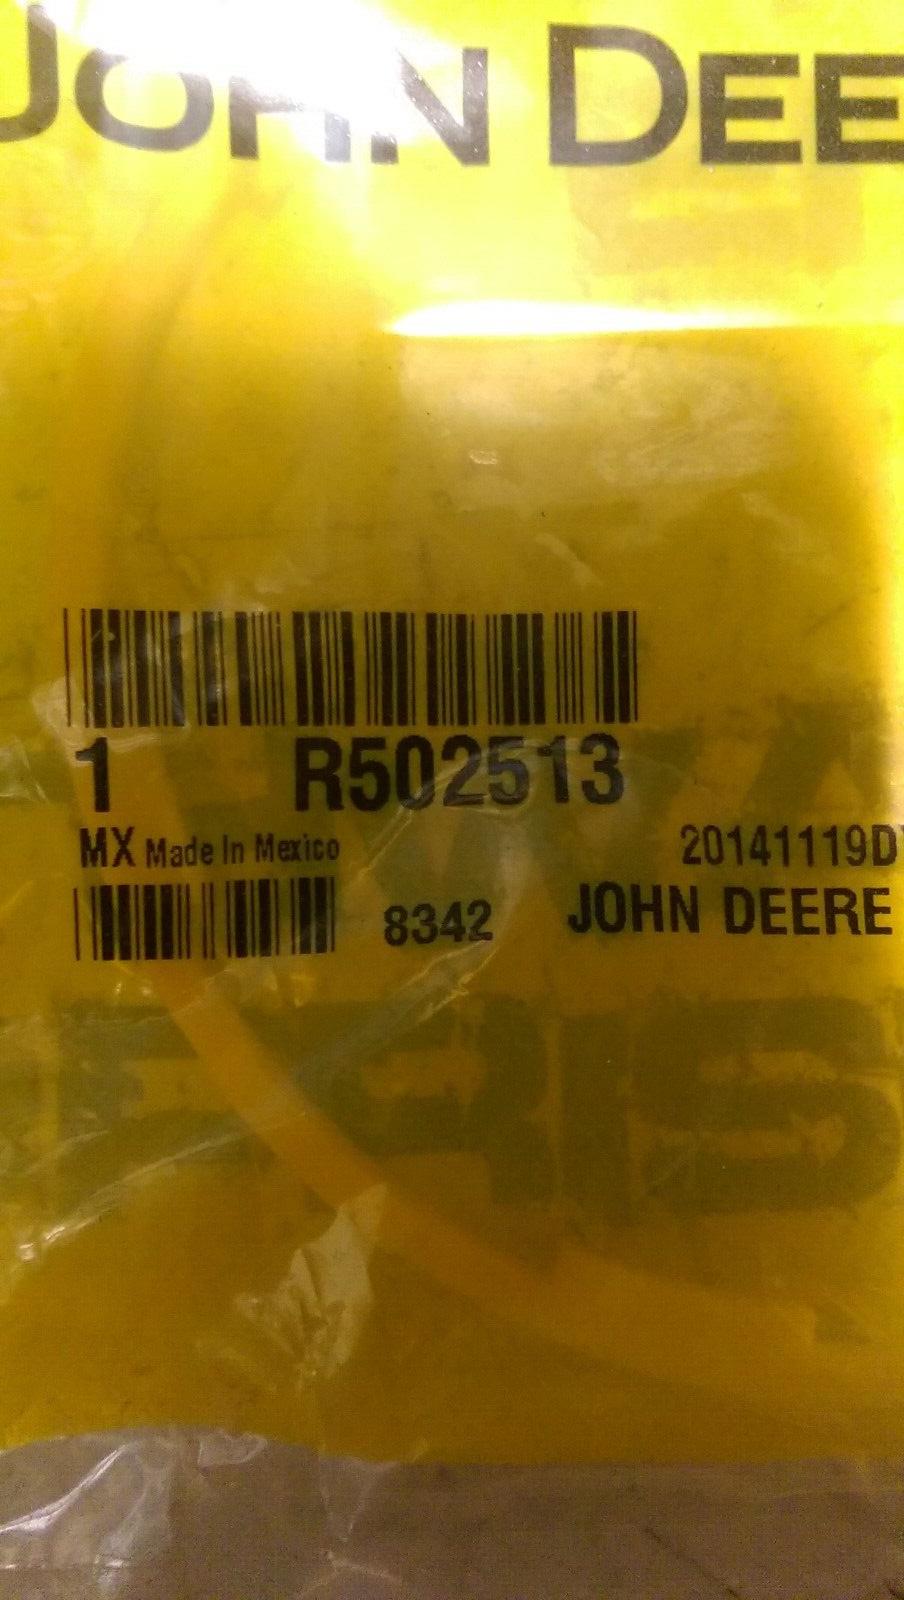 JOHN DEE
1 R502513
MX Made In Mexico
20141119D
8342 JOHN DEERE